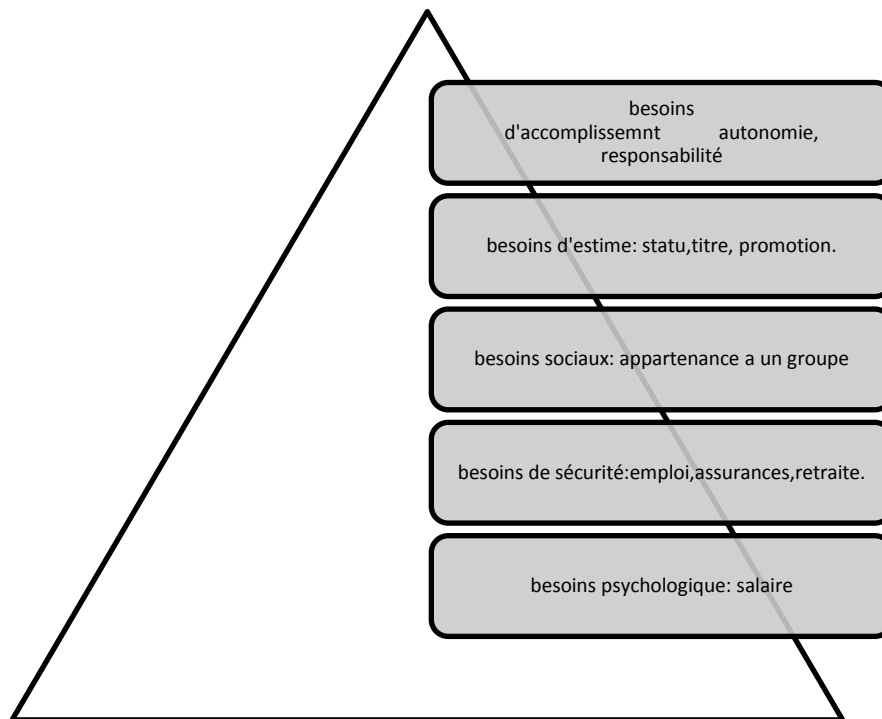 besoins
d'accomplissemnt autonomie,
responsabilité
besoins d'estime: statu,titre, promotion.
besoins sociaux: appartenance a un groupe
besoins de sécurité:emploi,assurances,retraite.
besoins psychologique: salaire